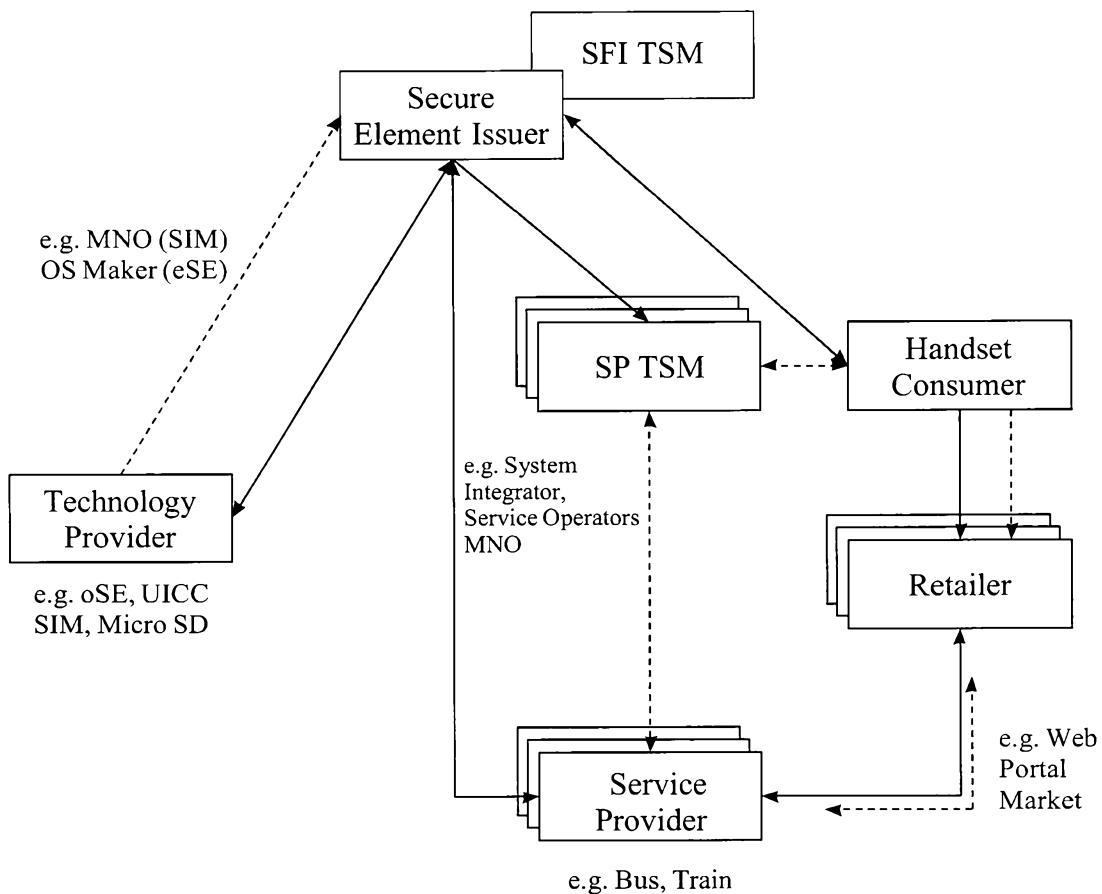 SFI TSM
Secure
Element Issuer
e.g. MNO (SIM)
OS Maker (eSE)
SP TSM
Handset
Consumer
Technology
Provider
e.g. oSE, UICC
SIM, Micro SD
e.g. System
Integrator,
Service Operators
MNO
Retailer
Service
Provider
e.g. Web
Portal
Market
e.g. Bus, Train